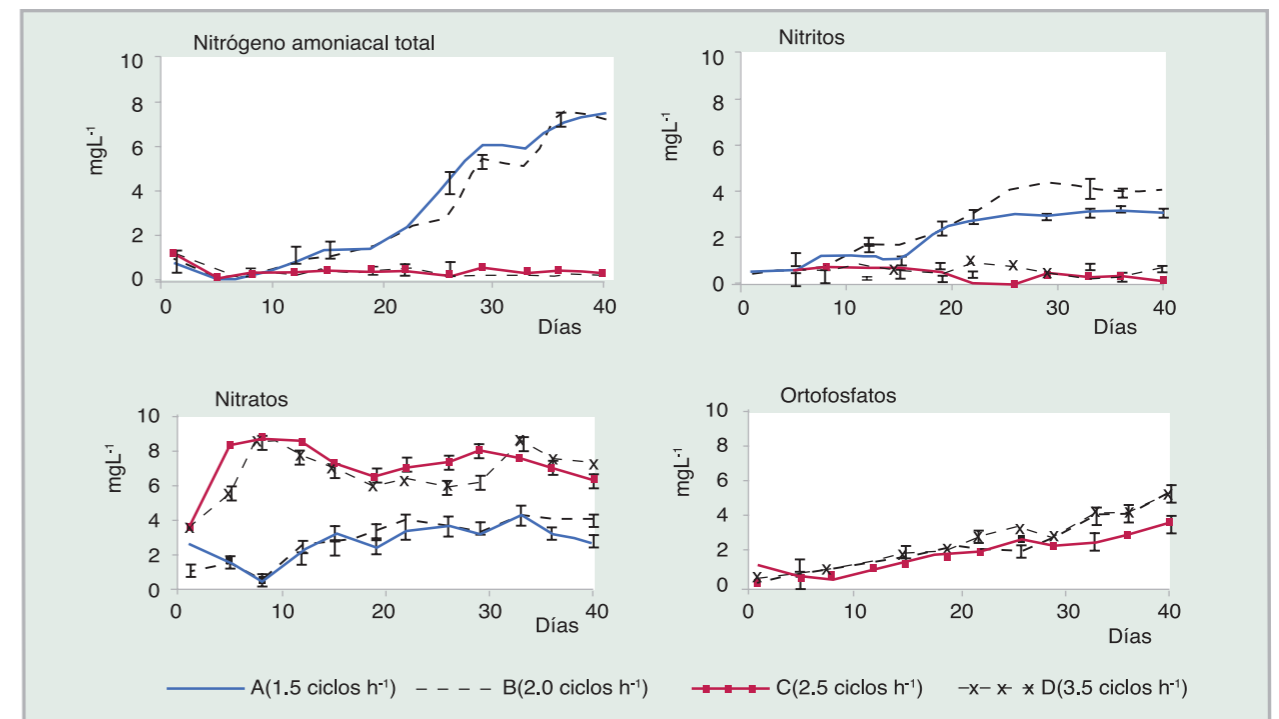 Nitrógeno amoniacal total
10
8
6
4
2
0
mgL-1
0 10 20 30 40
Días
Nitritos
10
8
6
4
2
0
mgL-1
0 10 20 30 40
Días
Nitratos
10
8
6
4
2
0
mgL-1
0 10 20 30 40
Días
Ortofosfatos
10
8
6
4
2
0
mgL-1
0 10 20 30 40
Días
A(1.5 ciclos h-1) B(2.0 ciclos h-1) C(2.5 ciclos h-1) D(3.5 ciclos h-1)